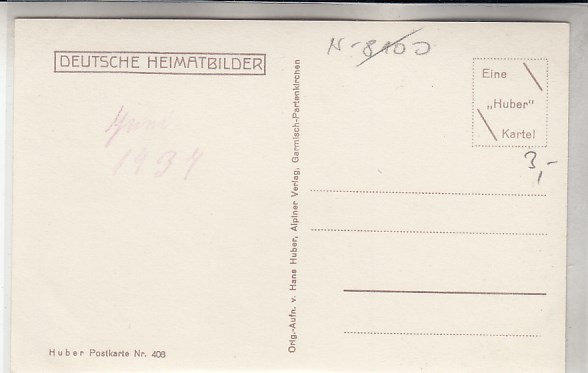 DEUTSCHE HEIMATBILDER
Juni
1934
Huber Postkarte Nr. 408
Orig.-Aufn. v. Hans Huber, Alpiner Verlag, Garmisch-Partenkirchen
N-8100
Eine
„Huber"
Karte!
3,-